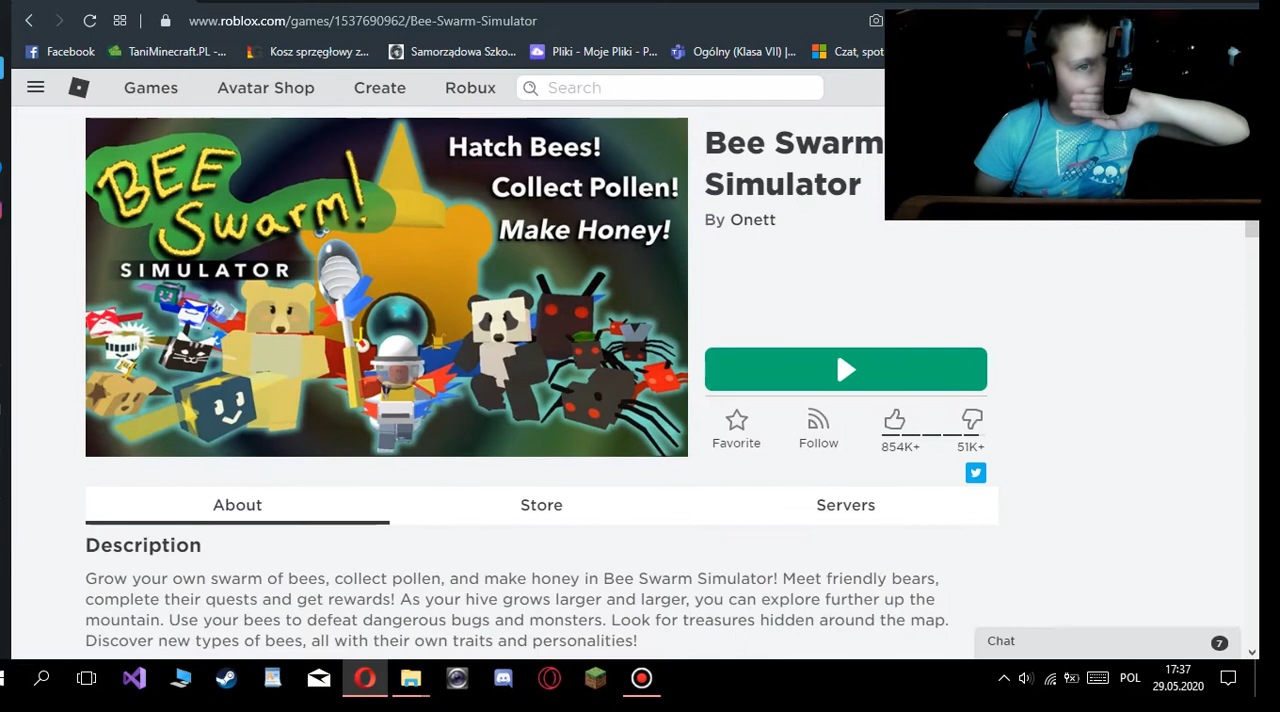 www.roblox.com/games/1537690962/Bee-Swarm-Simulator
Facebook
TaniMinecraft.PL -...
Kosz sprzęgłowy z...
Samorządowa Szko...
Pliki - Moje Pliki - P...
Ogólny (Klasa VII) |...
Czat, spot
Games
Avatar Shop
Create
Robux
Search
BEE
Swarm!
SIMULATOR
Hatch Bees!
Collect Pollen!
Make Honey!
Bee Swarm
Simulator
By Onett
Favorite
Follow
854K+
51K+
About
Store
Servers
Description
Grow your own swarm of bees, collect pollen, and make honey in Bee Swarm Simulator! Meet friendly bears,
complete their quests and get rewards! As your hive grows larger and larger, you can explore further up the
mountain. Use your bees to defeat dangerous bugs and monsters. Look for treasures hidden around the map.
Discover new types of bees, all with their own traits and personalities!
Chat
7
POL
17:37
29.05.2020